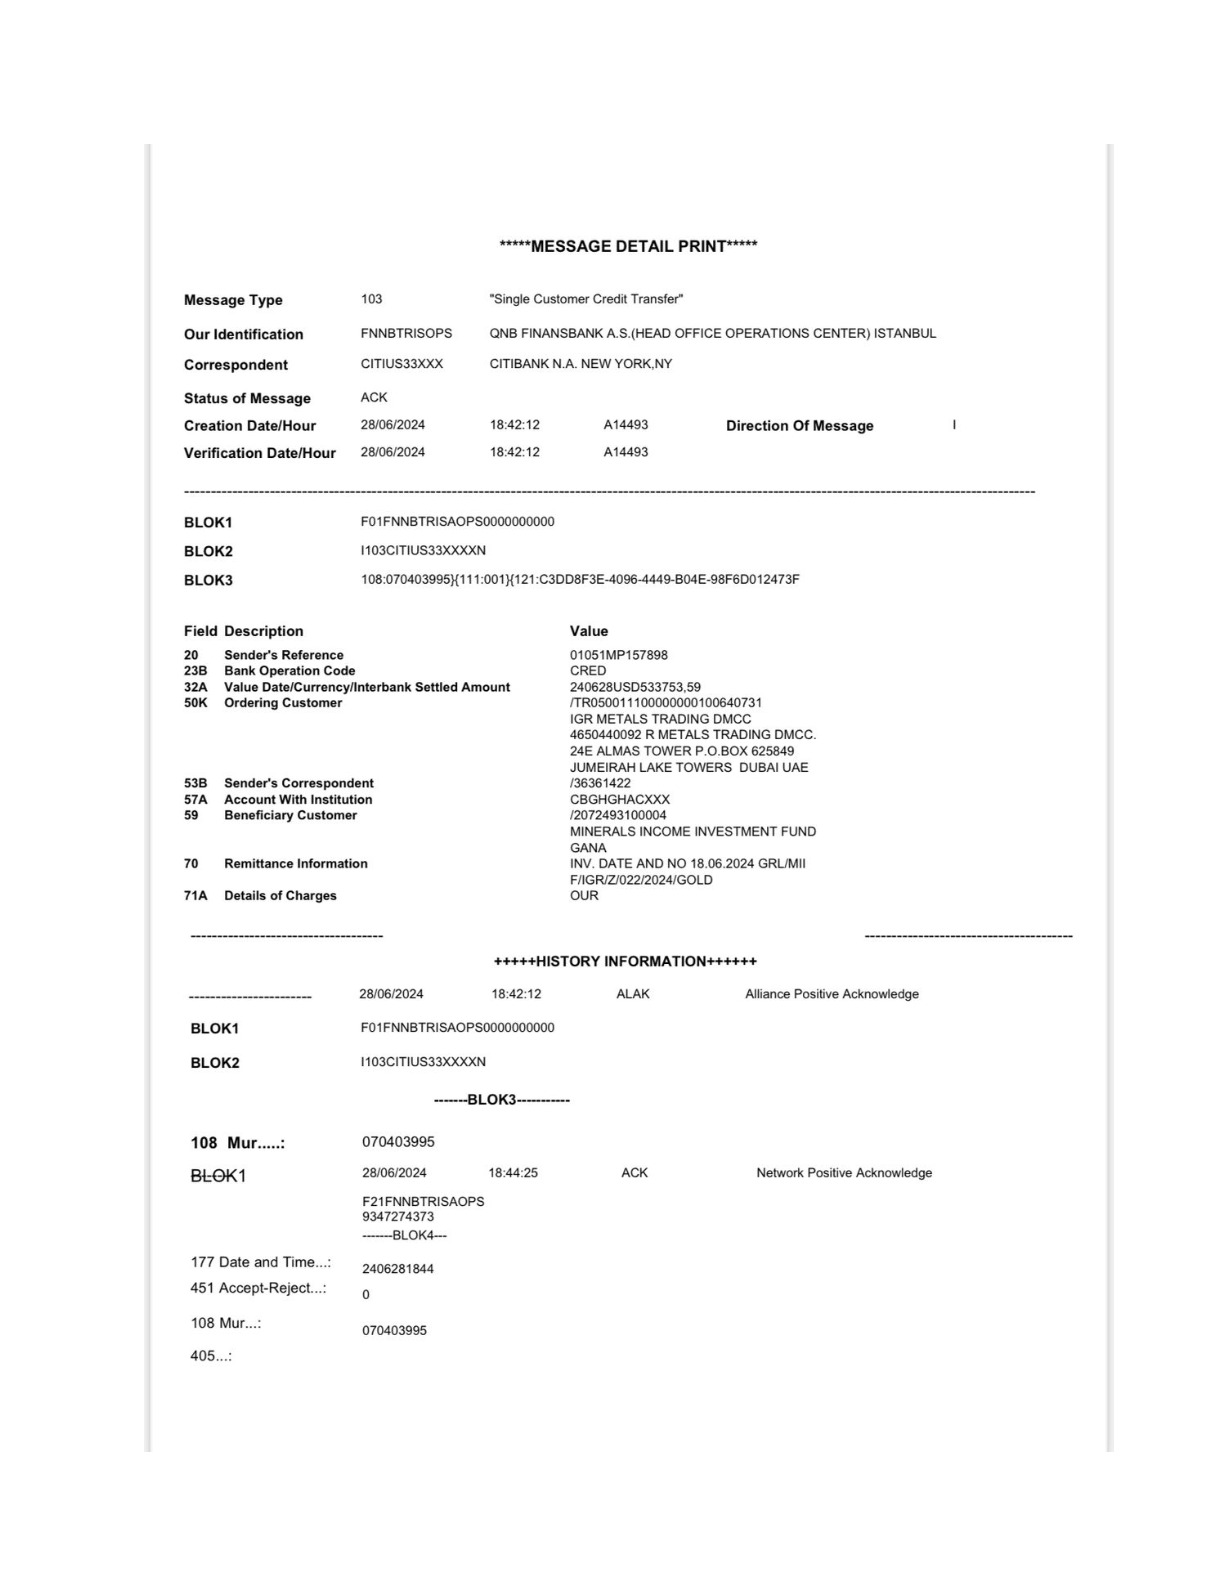 *****MESSAGE DETAIL PRINT*****
Message Type 103 "Single Customer Credit Transfer"
Our Identification FNNBTRISOPS QNB FINANSBANK A.S.(HEAD OFFICE OPERATIONS CENTER) ISTANBUL
Correspondent CITIUS33XXX CITIBANK N.A. NEW YORK,NY
Status of Message ACK
Creation Date/Hour 28/06/2024 18:42:12 A14493 Direction Of Message I
Verification Date/Hour 28/06/2024 18:42:12 A14493
BLOK1 F01FNNBTRISAOPS0000000000
BLOK2 I103CITIUS33XXXXN
BLOK3 108:070403995}{111:001}{121:C3DD8F3E-4096-4449-B04E-98F6D012473F
Field Description Value
20 Sender's Reference 01051MP157898
23B Bank Operation Code CRED
32A Value Date/Currency/Interbank Settled Amount 240628USD533753,59
50K Ordering Customer /TR050011100000000100640731
IGR METALS TRADING DMCC
4650440092 R METALS TRADING DMCC.
24E ALMAS TOWER P.O.BOX 625849
JUMEIRAH LAKE TOWERS DUBAI UAE
53B Sender's Correspondent /36361422
57A Account With Institution CBGHGHACXXX
59 Beneficiary Customer /2072493100004
MINERALS INCOME INVESTMENT FUND
GANA
70 Remittance Information INV. DATE AND NO 18.06.2024 GRL/MII
F/IGR/Z/022/2024/GOLD
71A Details of Charges OUR
+++++HISTORY INFORMATION++++++
----------------------- 28/06/2024 18:42:12 ALAK Alliance Positive Acknowledge
BLOK1 F01FNNBTRISAOPS0000000000
BLOK2 I103CITIUS33XXXXN
-------BLOK3-----------
108 Mur.....: 070403995
BLOK1 28/06/2024 18:44:25 ACK Network Positive Acknowledge
F21FNNBTRISAOPS
9347274373
-------BLOK4---
177 Date and Time...: 2406281844
451 Accept-Reject...: 0
108 Mur...: 070403995
405...: